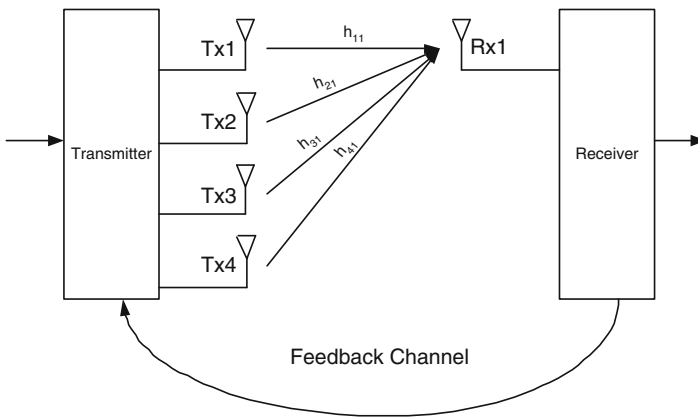 Tx1
h11
Rx1
Tx2
h21
Transmitter
h31
h41
Receiver
Tx3
Tx4
Feedback Channel